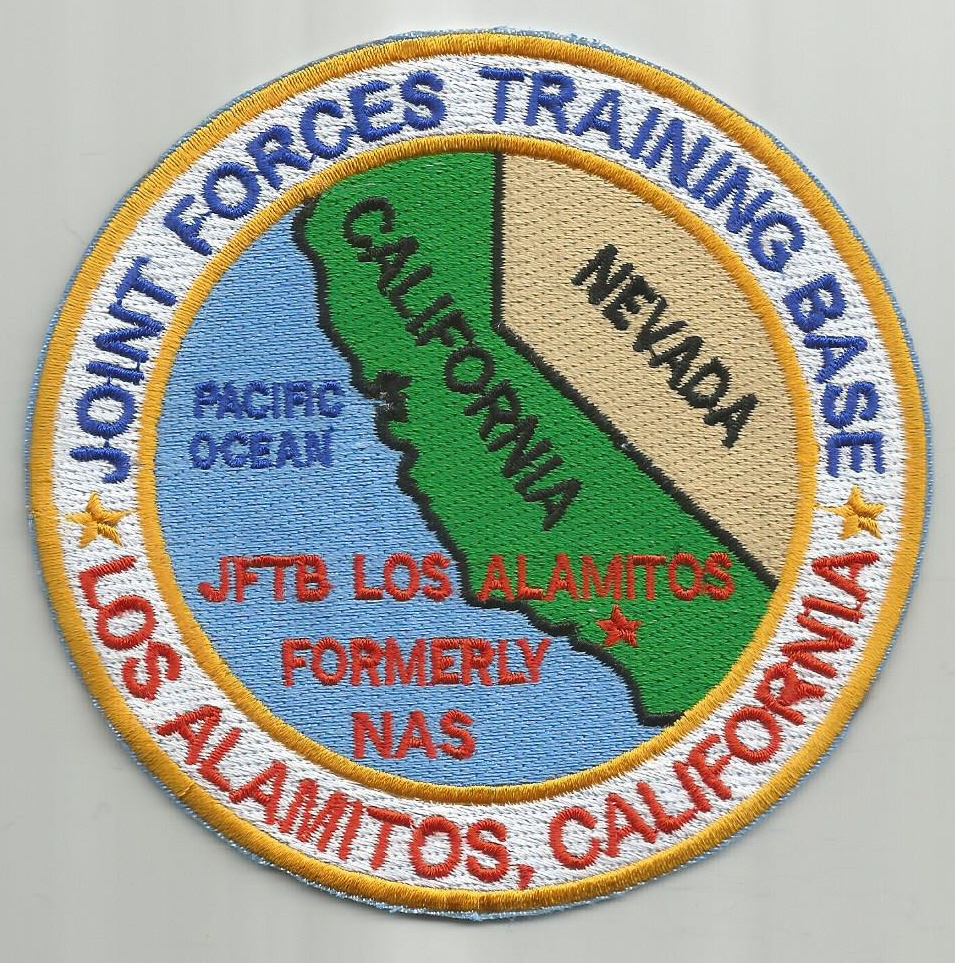 JOINT FORCES TRAINING BASE
CALIFORNIA
NEVADA
PACIFIC
OCEAN
JFTB LOS ALAMITOS
FORMERLY
NAS
LOS ALAMITOS, CALIFORNIA